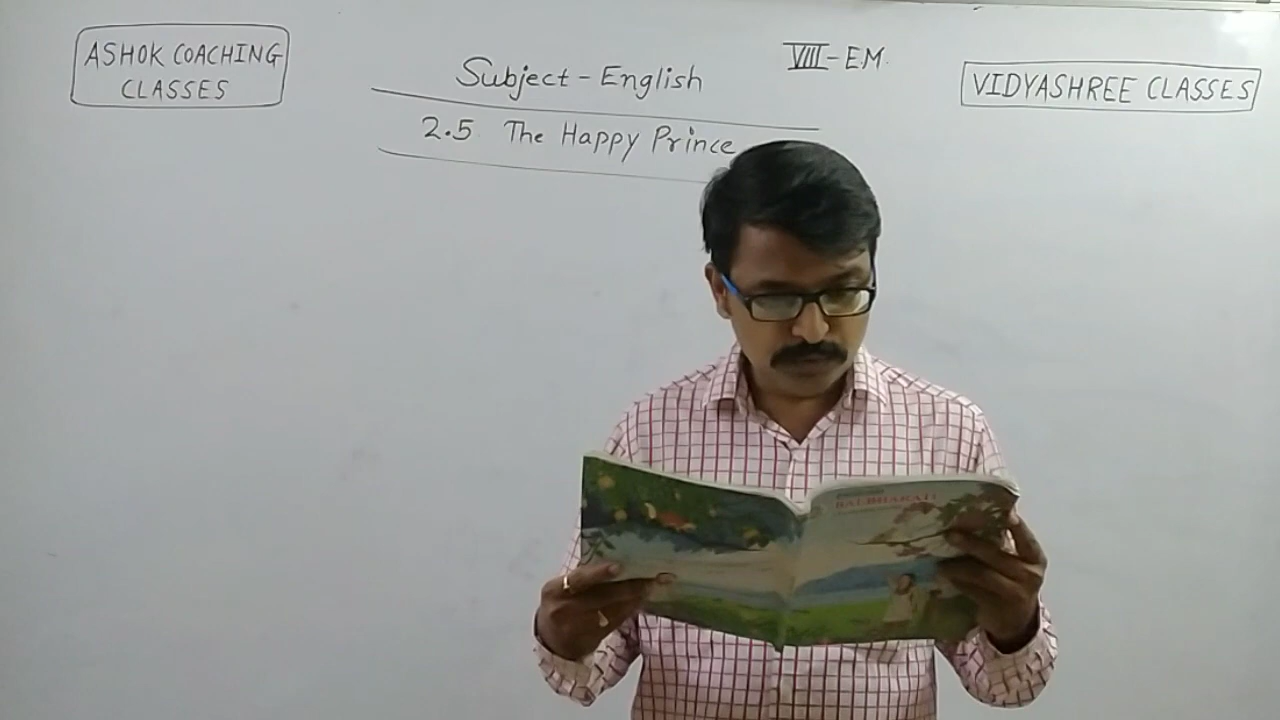 ASHOK COACHING
CLASSES
Subject - English
VIII - E.M.
VIDYASHREE CLASSES
2.5 The Happy Prince
BALBHARATI